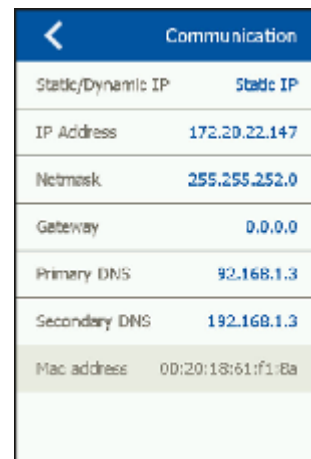 Communication
Static/Dynamic IP Static IP
IP Address 172.20.22.147
Netmask 255.255.252.0
Gateway 0.0.0.0
Primary DNS 92.168.1.3
Secondary DNS 192.168.1.3
Mac address 00:20:18:61:f1:8a